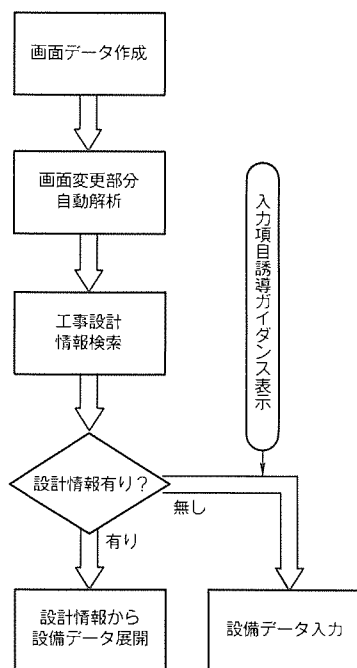 画面データ作成
画面変更部分
自動解析
入力項目誘導ガイダンス表示
工事設計
情報検索
設計情報有り？
無し
有り
設計情報から
設備データ展開
設備データ入力